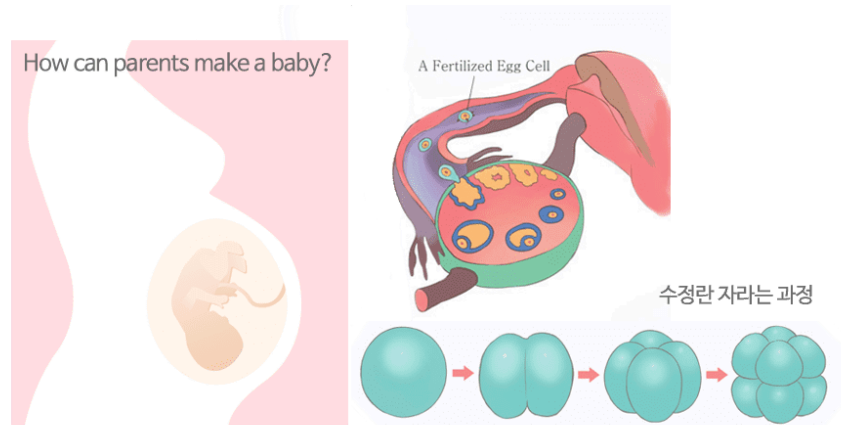 How can parents make a baby?
A Fertilized Egg Cell
수정란 자라는 과정